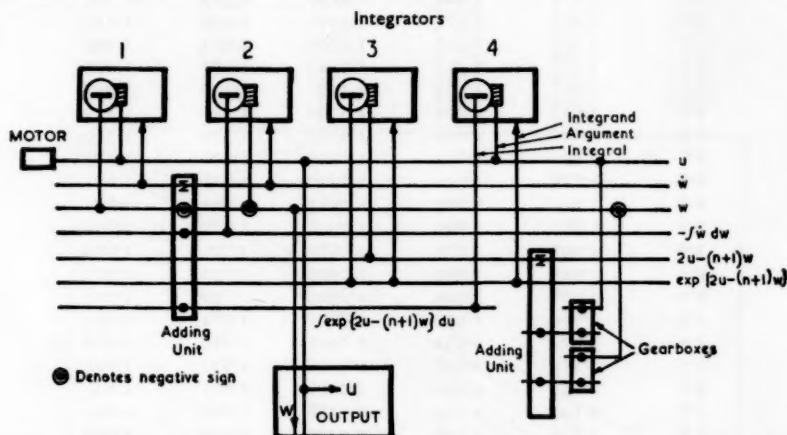 Integrators
1 2 3 4
MOTOR
Integrand
Argument
Integral
u
ẇ
w
-∫ẇ dw
2u-(n+1)w
exp{2u-(n+1)w}
Σ
Σ
∫exp{2u-(n+1)w} du
Adding
Unit
Adding
Unit
Gearboxes
Denotes negative sign
W
U
OUTPUT